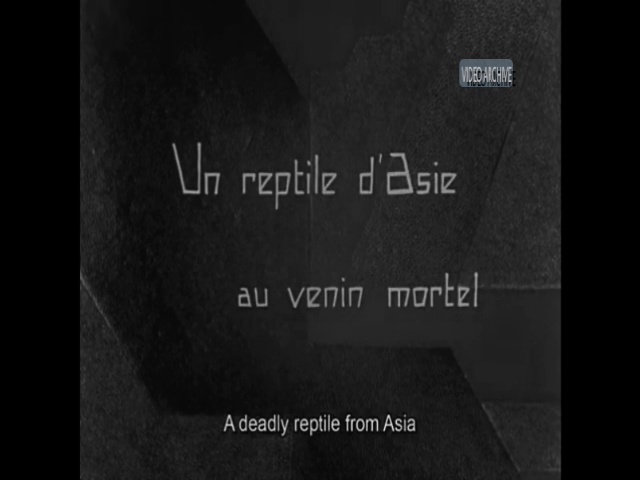 VIDEO ARCHIVE
Un reptile d'Asie
au venin mortel
A deadly reptile from Asia